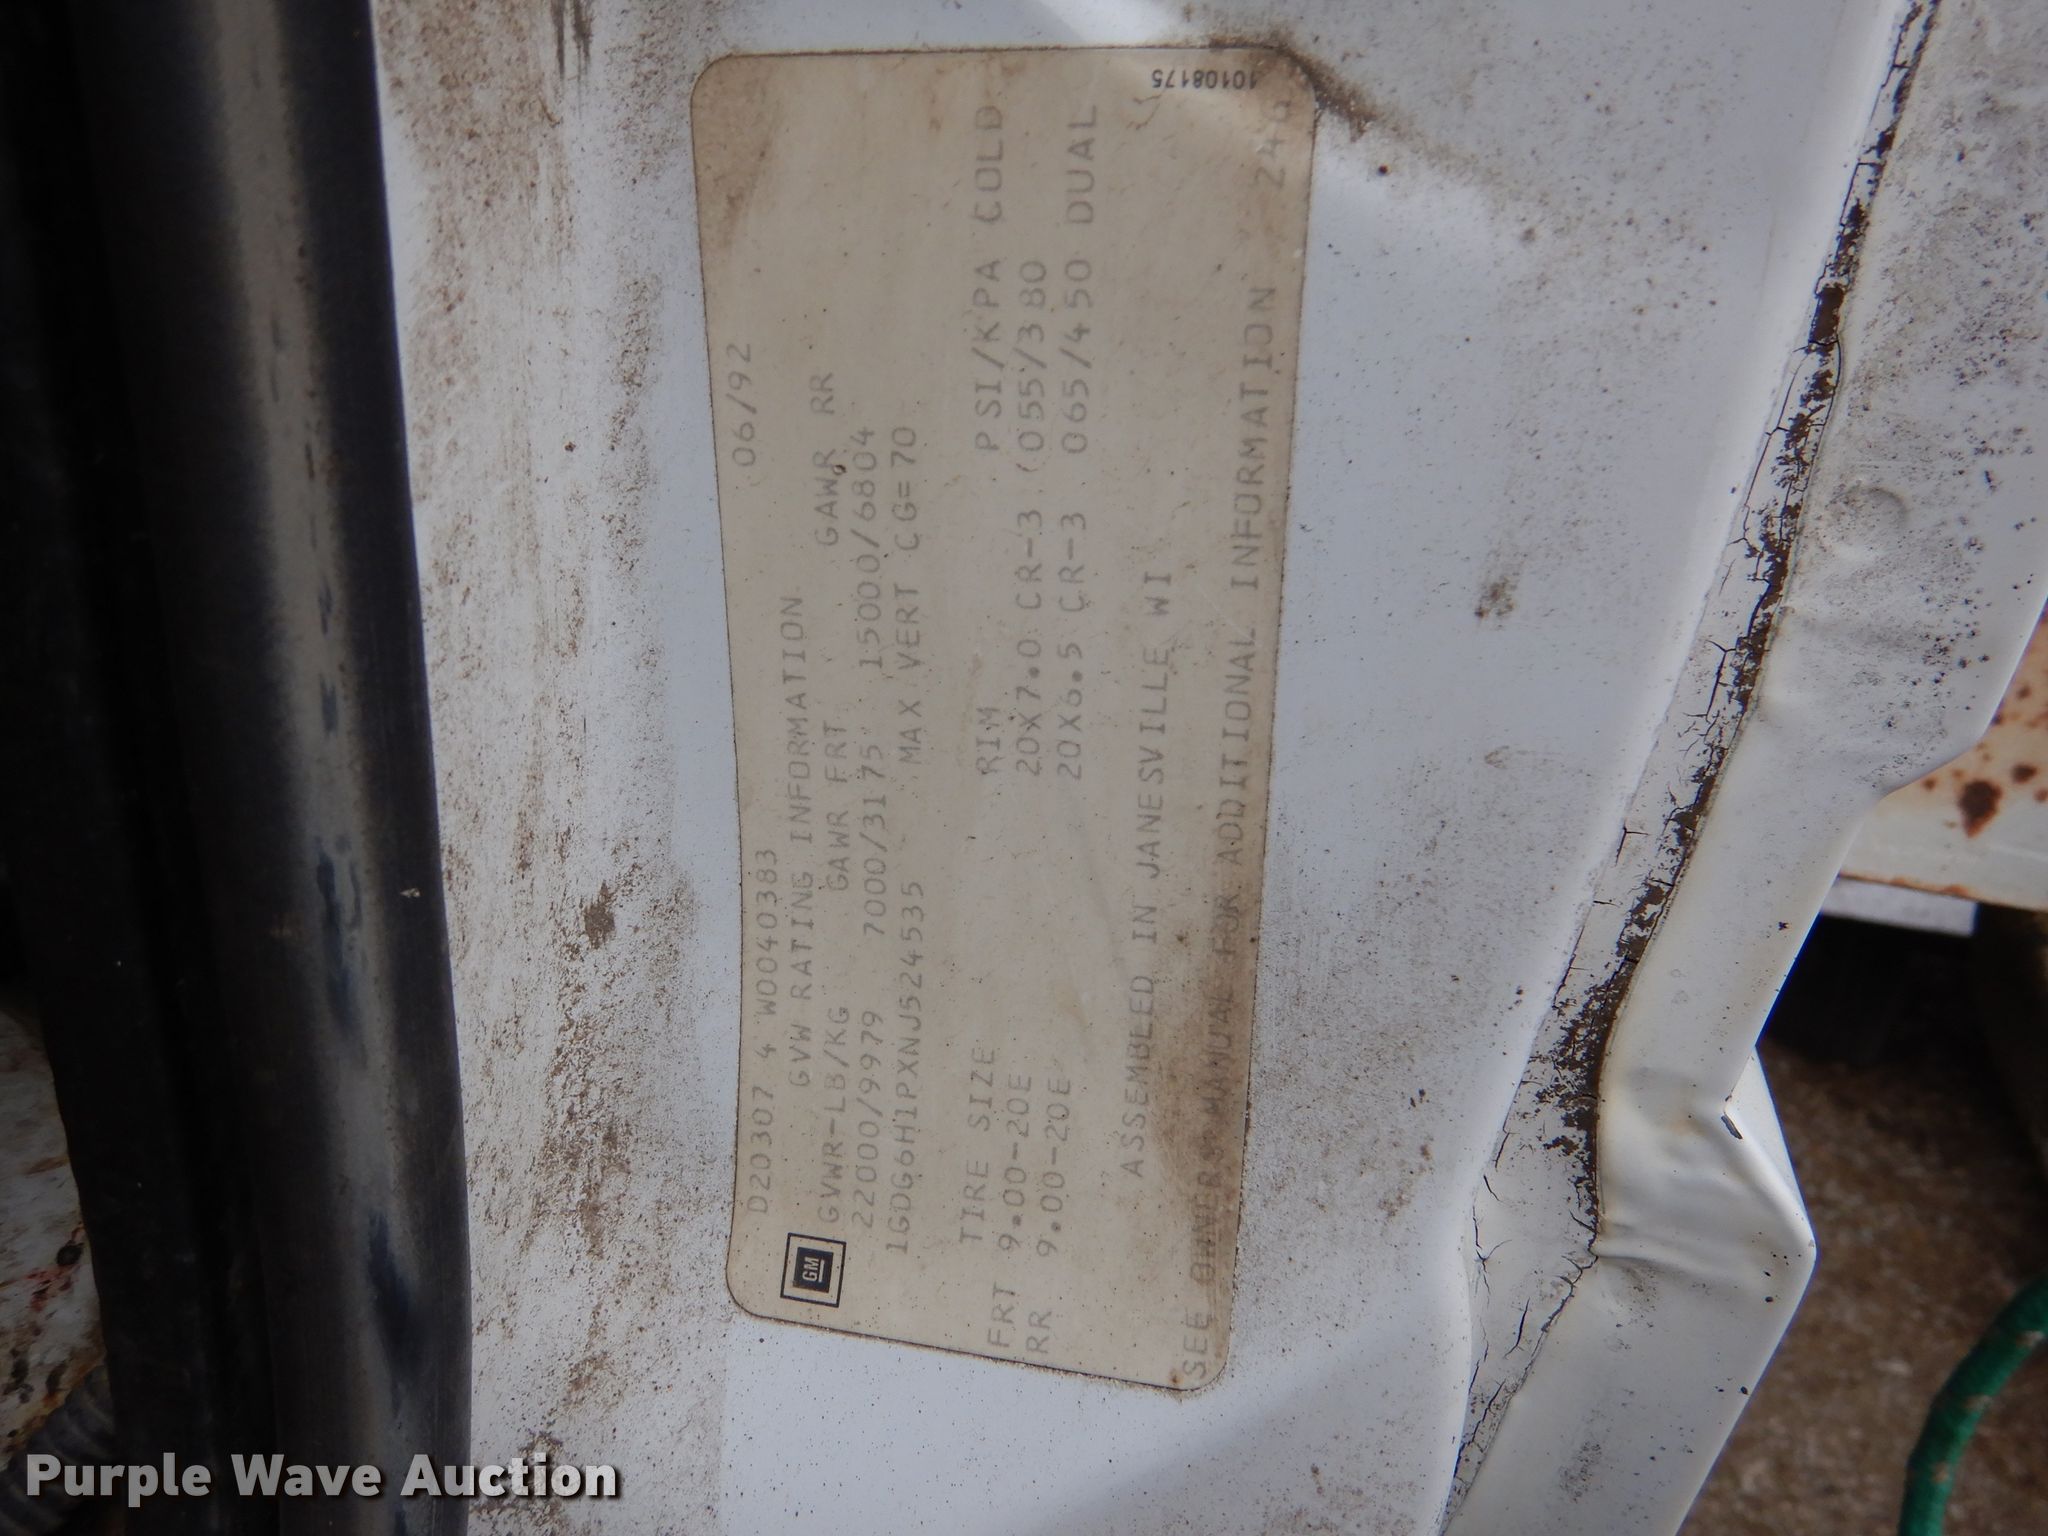 D20307 4 W0040383 06/92
GVW RATING INFORMATION
GM
GVWR-LB/KG GAWR FRT GAWR RR
22000/9979 7000/3175 15000/6804
1GDG6H1PXNJ524535 MAX VERT CG=70
TIRE SIZE RIM PSI/KPA COLD
FRT 9.00-20E 20X7.0 CR-3 (055/380
RR 9.00-20E 20X6.5 CR-3 065/450 DUAL
ASSEMBLED IN JANESVILLE WI
SEE OWNERS MANUAL FOR ADDITIONAL INFORMATION
10108175
Purple Wave Auction